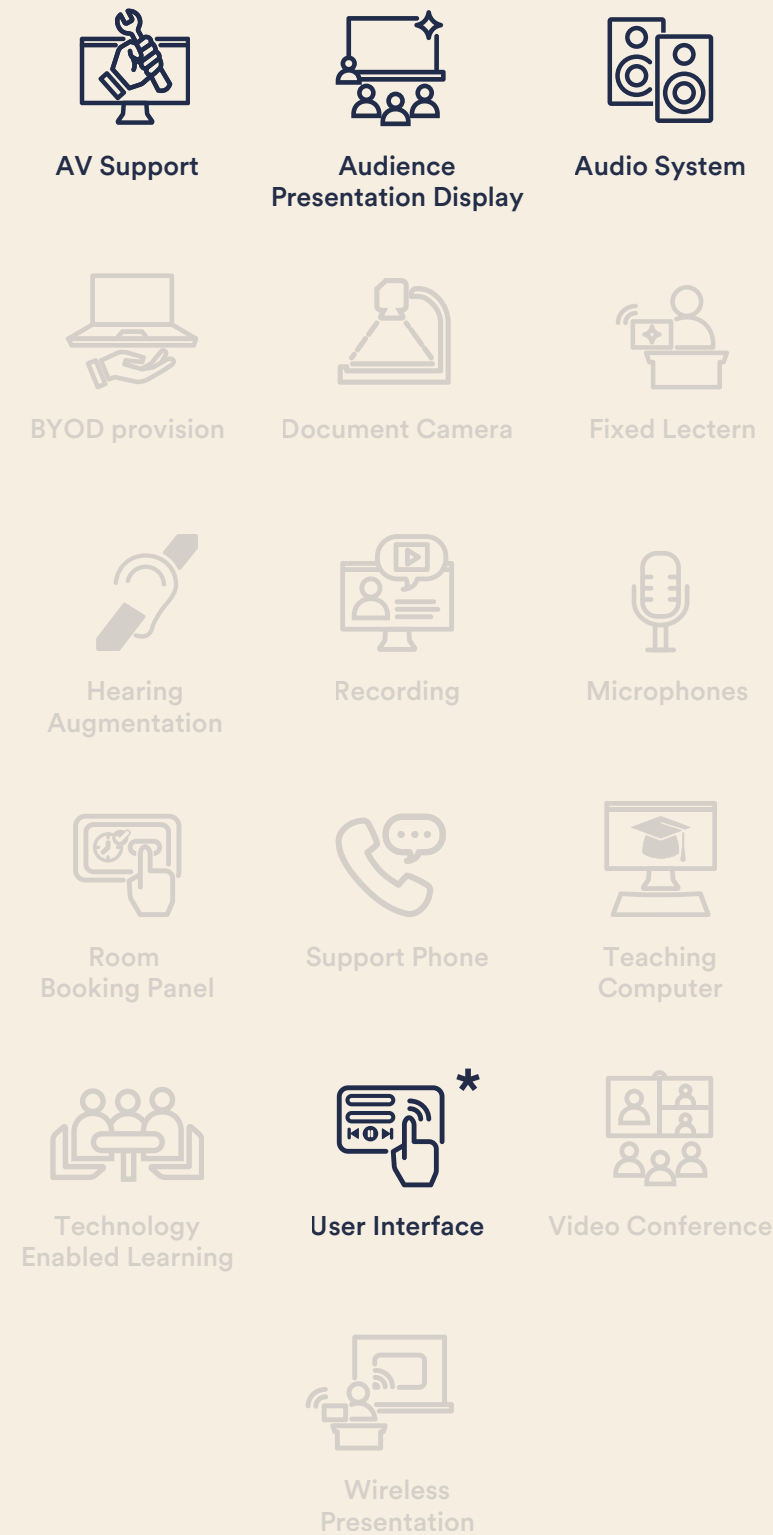 AV Support
Audience
Presentation Display
Audio System
BYOD provision
Document Camera
Fixed Lectern
Hearing
Augmentation
Recording
Microphones
Room
Booking Panel
Support Phone
Teaching
Computer
Technology
Enabled Learning
*
User Interface
Video Conference
Wireless
Presentation